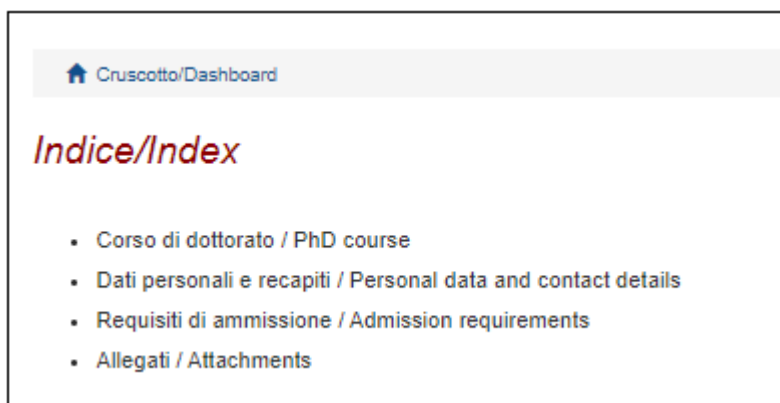 Cruscotto/Dashboard
Indice/Index
Corso di dottorato / PhD course
Dati personali e recapiti / Personal data and contact details
Requisiti di ammissione / Admission requirements
Allegati / Attachments